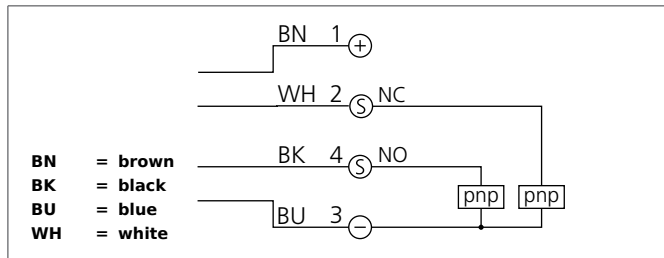 BN 1 +
WH 2 S NC
BK 4 S NO
pnp pnp
BU 3 −
BN = brown
BK = black
BU = blue
WH = white